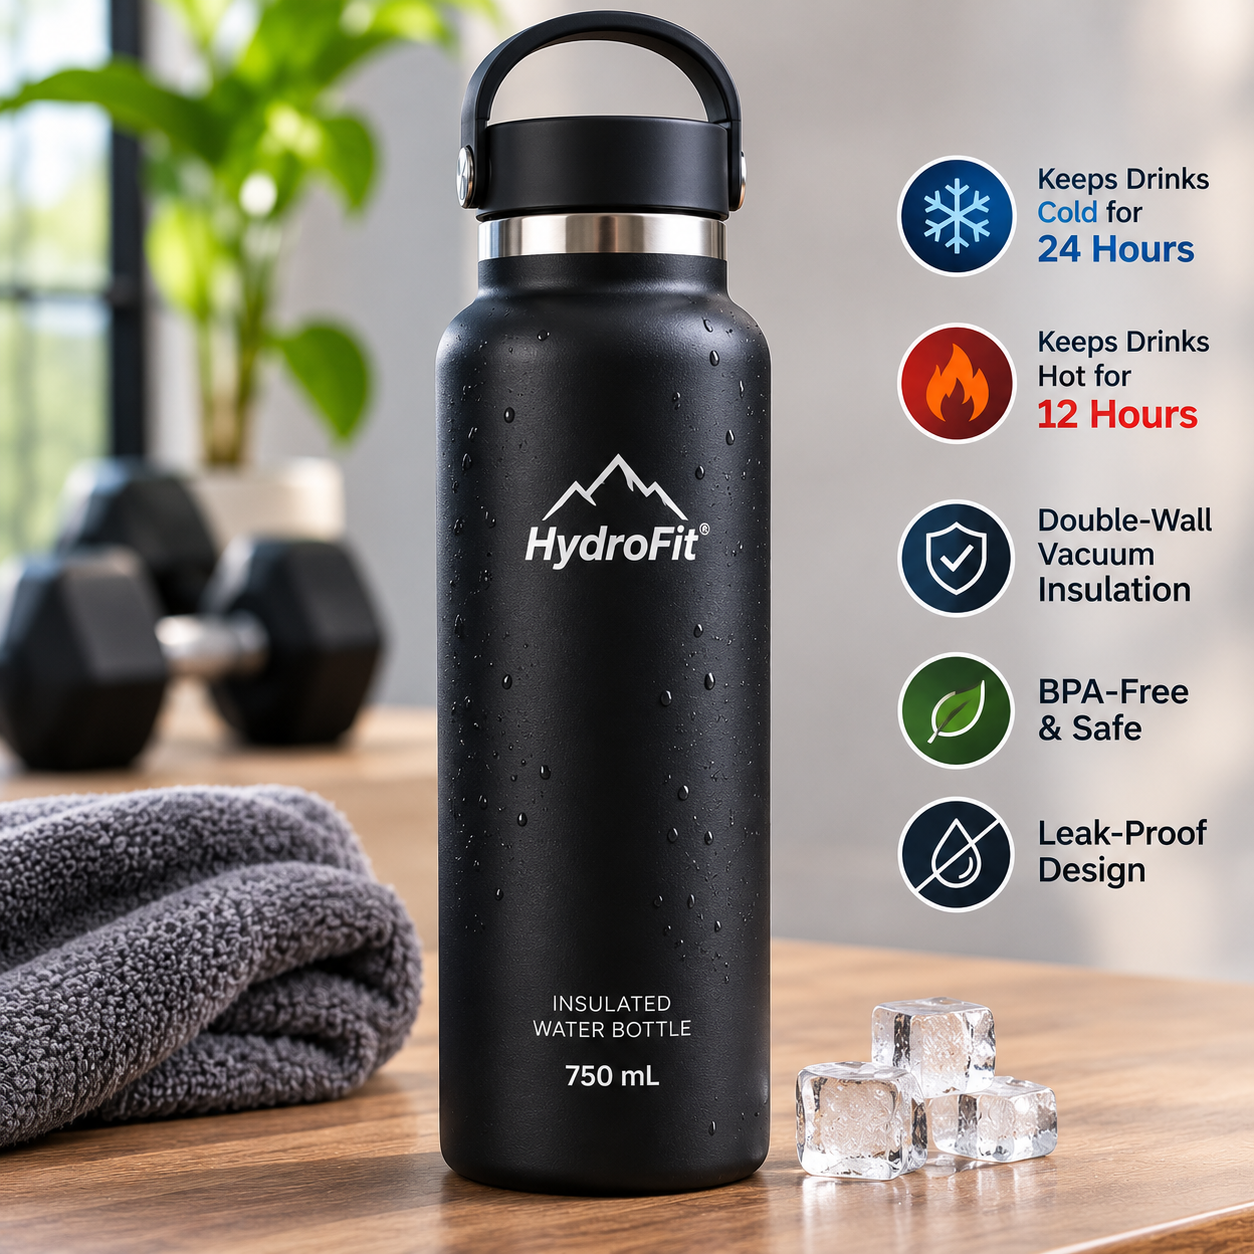 HydroFit®
INSULATED
WATER BOTTLE
750 mL
Keeps Drinks
Cold for
24 Hours
Keeps Drinks
Hot for
12 Hours
Double-Wall
Vacuum
Insulation
BPA-Free
& Safe
Leak-Proof
Design